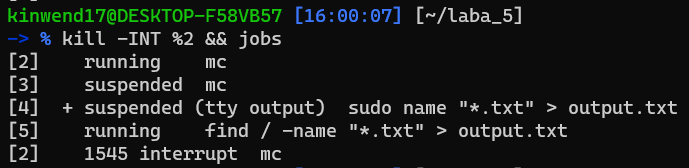 kinwend17@DESKTOP-F58VB57 [16:00:07] [~/laba_5]
-> % kill -INT %2 && jobs
[2]    running    mc
[3]    suspended  mc
[4]  + suspended (tty output)  sudo name "*.txt" > output.txt
[5]    running    find / -name "*.txt" > output.txt
[2]    1545 interrupt  mc